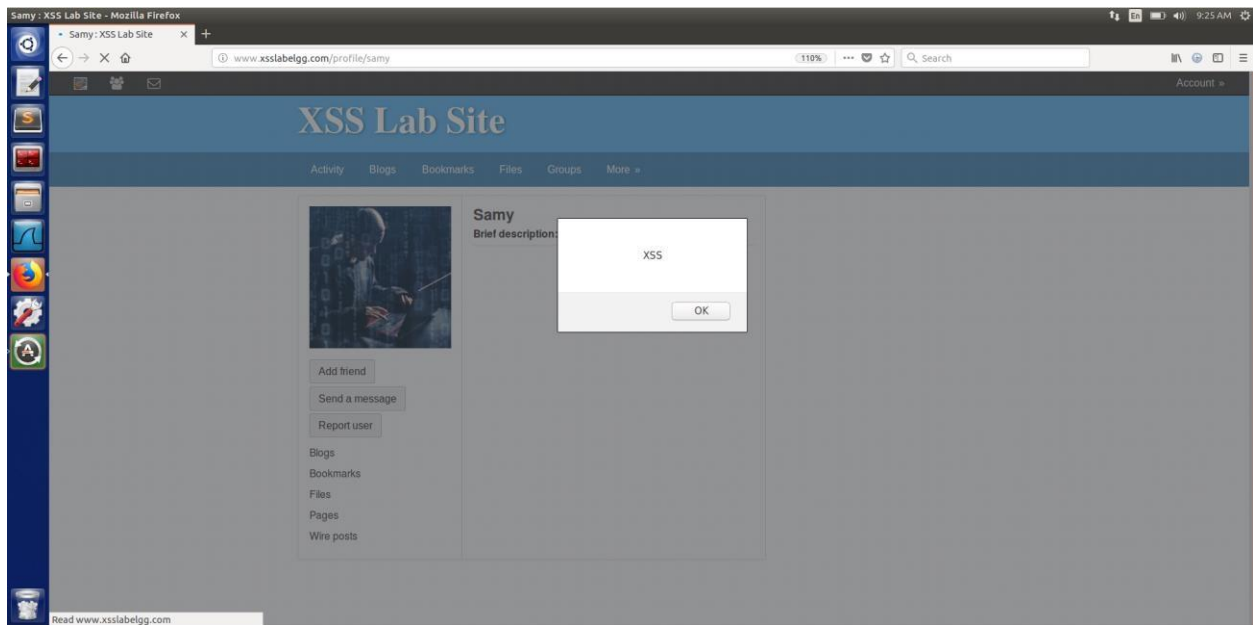 Samy : XSS Lab Site - Mozilla Firefox
En
9:25 AM
Samy : XSS Lab Site
www.xsslabelgg.com/profile/samy
110%
Search
Account »
XSS Lab Site
Activity Blogs Bookmarks Files Groups More »
Samy
Brief description:
XSS
OK
Add friend
Send a message
Report user
Blogs
Bookmarks
Files
Pages
Wire posts
Read www.xsslabelgg.com